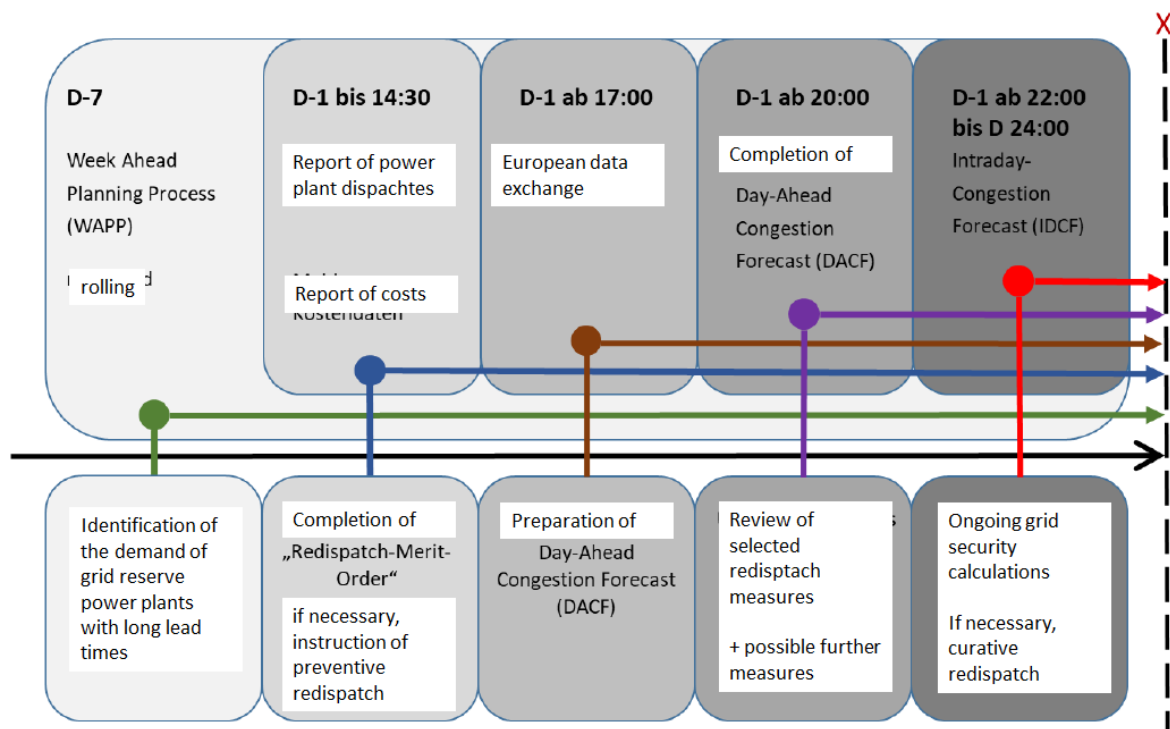 X
D-7
Week Ahead
Planning Process
(WAPP)
rolling
D-1 bis 14:30
Report of power
plant dispachtes
Report of costs
D-1 ab 17:00
European data
exchange
D-1 ab 20:00
Completion of
Day-Ahead
Congestion
Forecast (DACF)
D-1 ab 22:00
bis D 24:00
Intraday-
Congestion
Forecast (IDCF)
Identification of
the demand of
grid reserve
power plants
with long lead
times
Completion of
„Redispatch-Merit-
Order“
if necessary,
instruction of
preventive
redispatch
Preparation of
Day-Ahead
Congestion Forecast
(DACF)
Review of
selected
redisptach
measures
+ possible further
measures
Ongoing grid
security
calculations
If necessary,
curative
redispatch